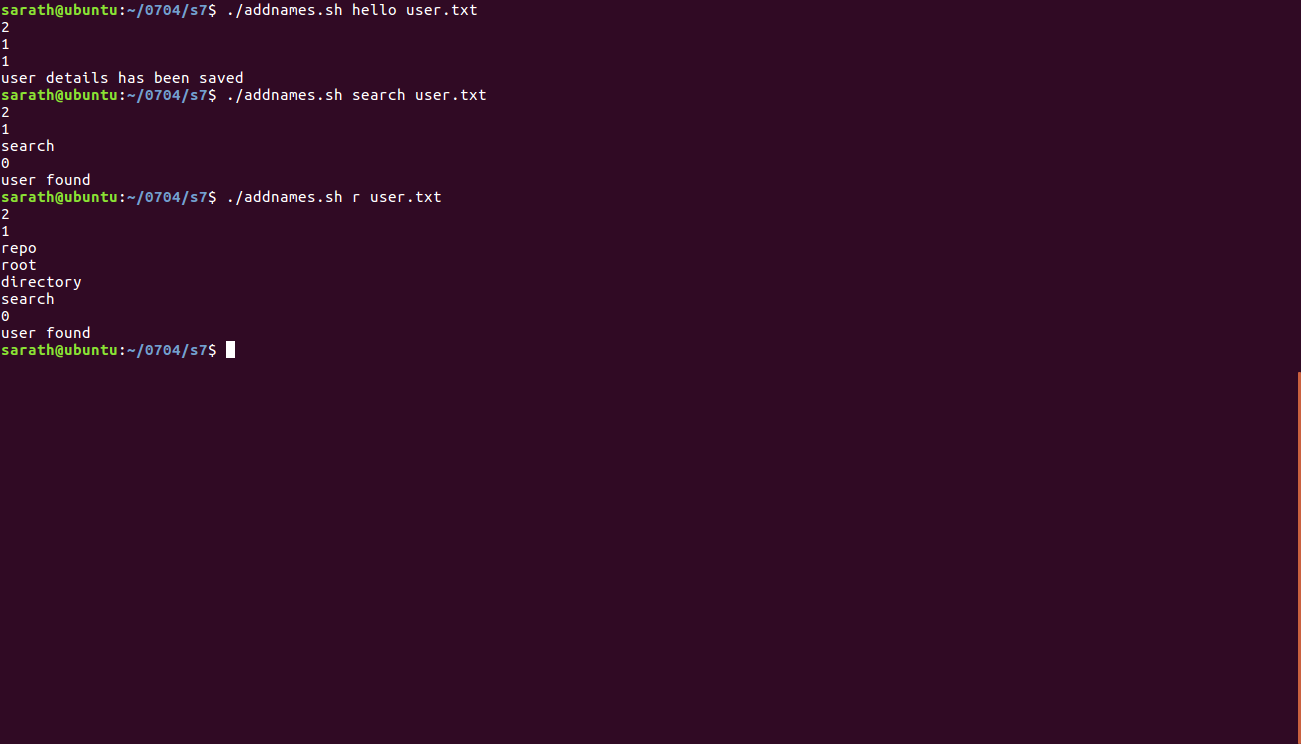 sarath@ubuntu:~/0704/s7$ ./addnames.sh hello user.txt
2
1
1
user details has been saved
sarath@ubuntu:~/0704/s7$ ./addnames.sh search user.txt
2
1
search
0
user found
sarath@ubuntu:~/0704/s7$ ./addnames.sh r user.txt
2
1
repo
root
directory
search
0
user found
sarath@ubuntu:~/0704/s7$